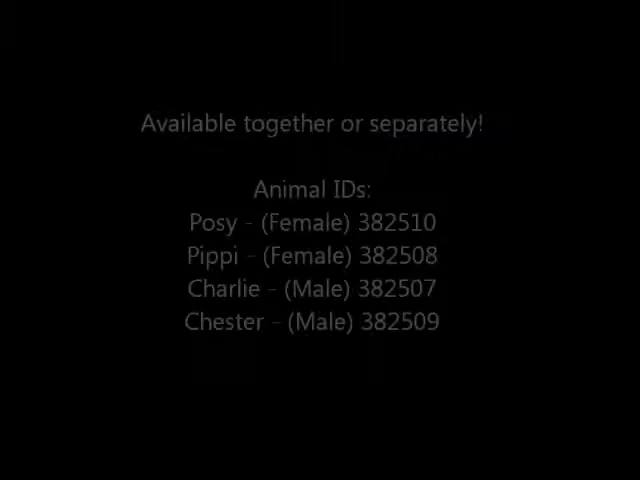 Available together or separately!
Animal IDs:
Posy - (Female) 382510
Pippi - (Female) 382508
Charlie - (Male) 382507
Chester - (Male) 382509